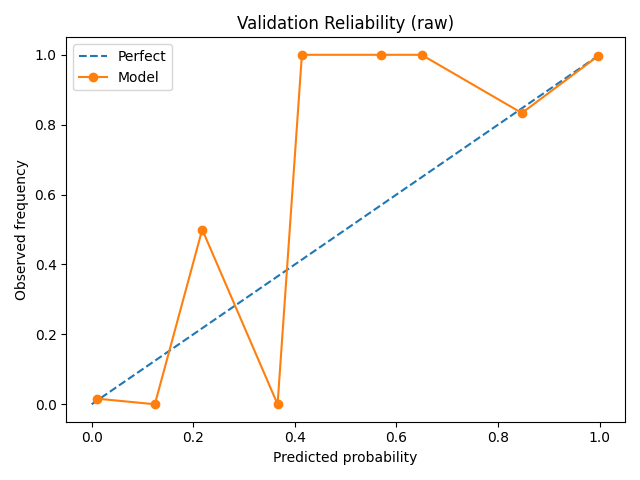 Validation Reliability (raw)
Perfect
Model
Observed frequency
1.0
0.8
0.6
0.4
0.2
0.0
0.0 0.2 0.4 0.6 0.8 1.0
Predicted probability